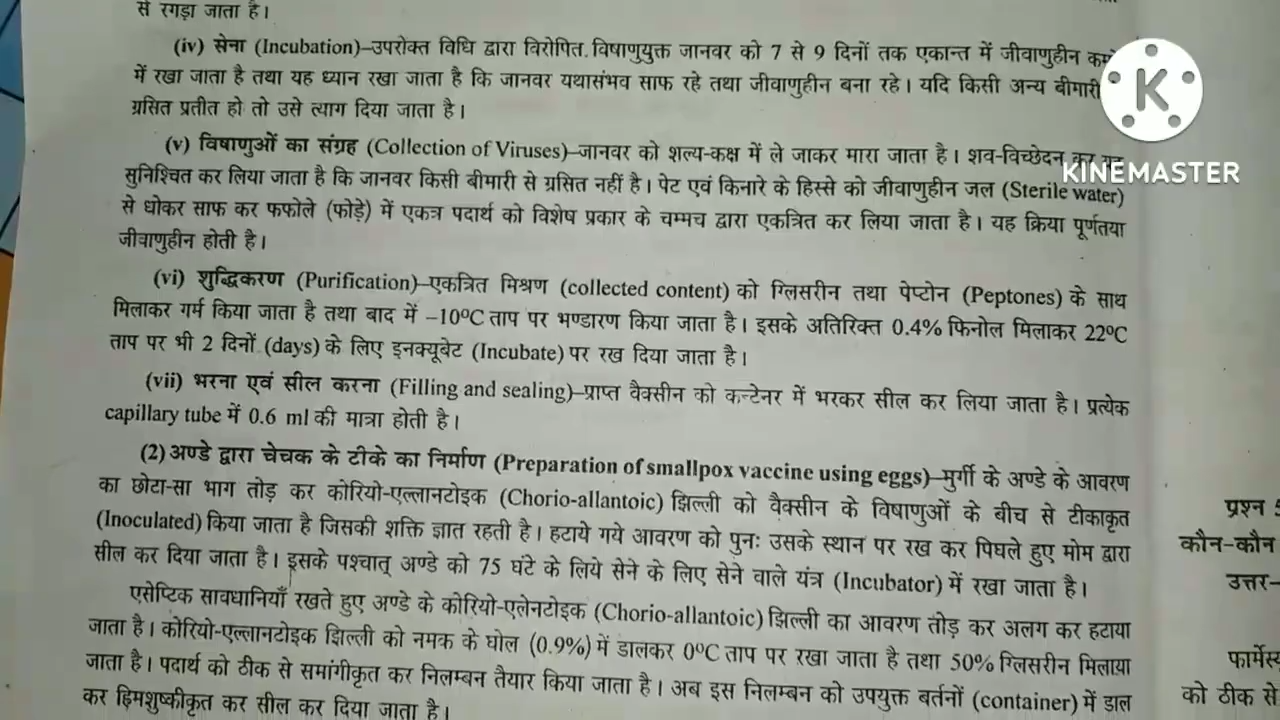 से रगड़ा जाता है।
(iv) सेना (Incubation)–उपरोक्त विधि द्वारा विरोपित विषाणुयुक्त जानवर को 7 से 9 दिनों तक एकान्त में जीवाणुहीन
में रखा जाता है तथा यह ध्यान रखा जाता है कि जानवर यथासंभव साफ रहे तथा जीवाणुहीन बना रहे। यदि किसी अन्य बीमारी
ग्रसित प्रतीत हो तो उसे त्याग दिया जाता है।
(v) विषाणुओं का संग्रह (Collection of Viruses)–जानवर को शल्य-कक्ष में ले जाकर मारा जाता है। शव-विच्छेदन कर यह
सुनिश्चित कर लिया जाता है कि जानवर किसी बीमारी से ग्रसित नहीं है। पेट एवं किनारे के हिस्से को जीवाणुहीन जल (Sterile water)
से धोकर साफ कर फफोले (फोड़े) में एकत्र पदार्थ को विशेष प्रकार के चम्मच द्वारा एकत्रित कर लिया जाता है। यह क्रिया पूर्णतया
जीवाणुहीन होती है।
(vi) शुद्धिकरण (Purification)–एकत्रित मिश्रण (collected content) को ग्लिसरीन तथा पेप्टोन (Peptones) के साथ
मिलाकर गर्म किया जाता है तथा बाद में –10ºC ताप पर भण्डारण किया जाता है। इसके अतिरिक्त 0.4% फिनोल मिलाकर 22ºC
ताप पर भी 2 दिनों (days) के लिए इनक्यूबेट (Incubate) पर रख दिया जाता है।
(vii) भरना एवं सील करना (Filling and sealing)–प्राप्त वैक्सीन को कन्टेनर में भरकर सील कर लिया जाता है। प्रत्येक
capillary tube में 0.6 ml की मात्रा होती है।
(2) अण्डे द्वारा चेचक के टीके का निर्माण (Preparation of smallpox vaccine using eggs)–मुर्गी के अण्डे के आवरण
का छोटा-सा भाग तोड़ कर कोरियो-एल्लानटोइक (Chorio-allantoic) झिल्ली को वैक्सीन के विषाणुओं के बीच से टीकाकृत
(Inoculated) किया जाता है जिसकी शक्ति ज्ञात रहती है। हटाये गये आवरण को पुनः उसके स्थान पर रख कर पिघले हुए मोम द्वारा
सील कर दिया जाता है। इसके पश्चात् अण्डे को 75 घंटे के लिये सेने के लिए सेने वाले यंत्र (Incubator) में रखा जाता है।
एसेप्टिक सावधानियाँ रखते हुए अण्डे के कोरियो-एलेनटोइक (Chorio-allantoic) झिल्ली का आवरण तोड़ कर अलग कर हटाया
जाता है। कोरियो-एल्लानटोइक झिल्ली को नमक के घोल (0.9%) में डालकर 0ºC ताप पर रखा जाता है तथा 50% ग्लिसरीन मिलाया
जाता है। पदार्थ को ठीक से समांगीकृत कर निलम्बन तैयार किया जाता है। अब इस निलम्बन को उपयुक्त बर्तनों (container) में डाल
कर हिमशुष्कीकृत कर सील कर दिया जाता है।
K
KINEMASTER
प्रश्न 5
कौन-कौन
उत्तर–
फार्मेस्
को ठीक से